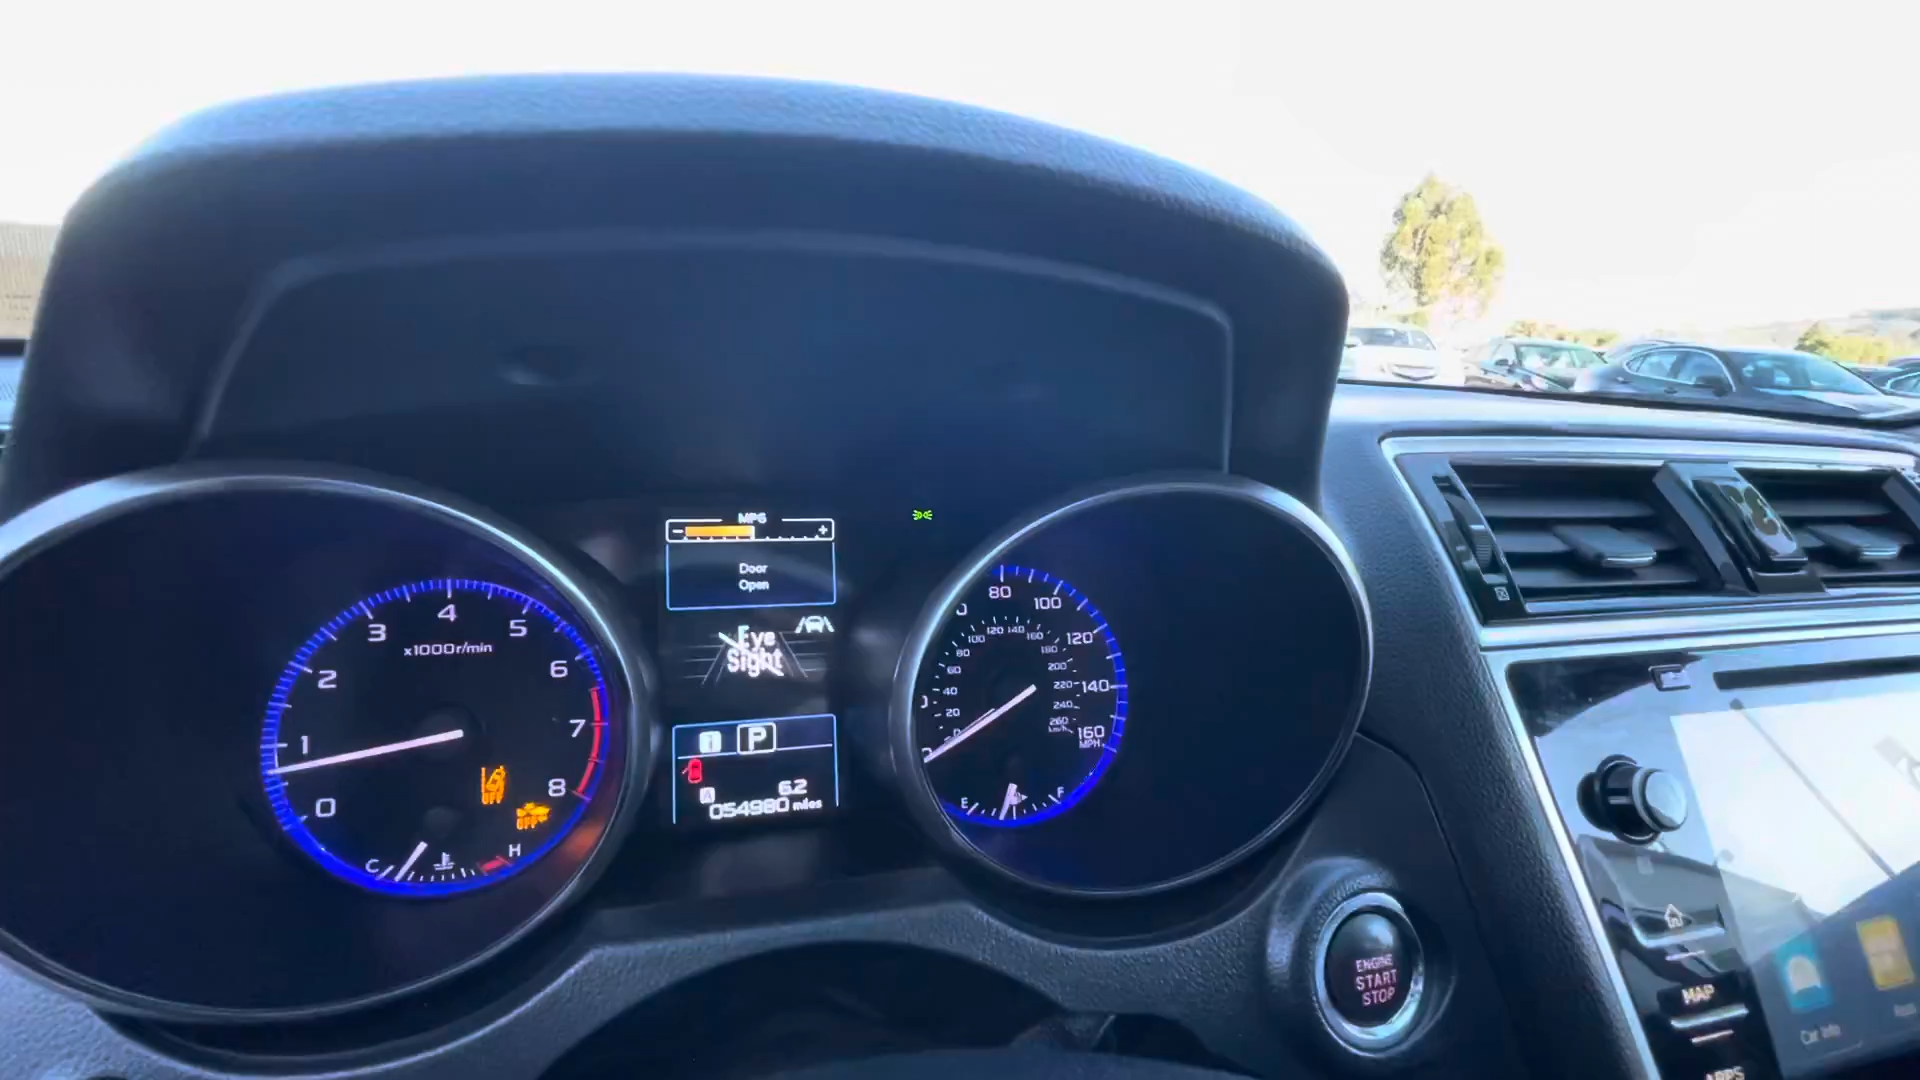 MPG
- +
Door
Open
Eye
Sight
P
A 6.2
054980 miles
0 1 2 3 4 5 6 7 8
x1000r/min
OFF
OFF
C H
80 100 120 140 160
MPH
20 40 60 80 100 120 140 160 180 200 220 240 260
km/h
E F
ENGINE
START
STOP
MAP
APPS
Car Info